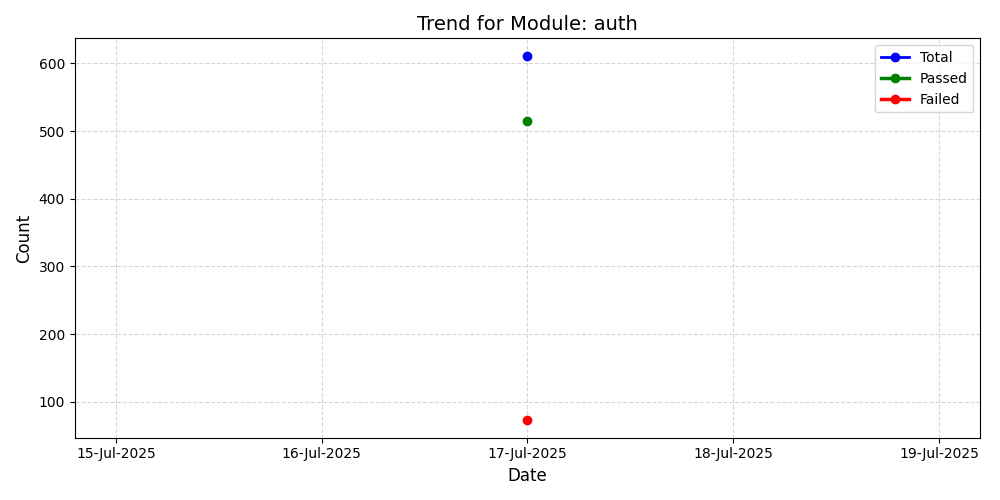 Trend for Module: auth
Total
Passed
Failed
Count
600
500
400
300
200
100
15-Jul-2025
16-Jul-2025
17-Jul-2025
18-Jul-2025
19-Jul-2025
Date